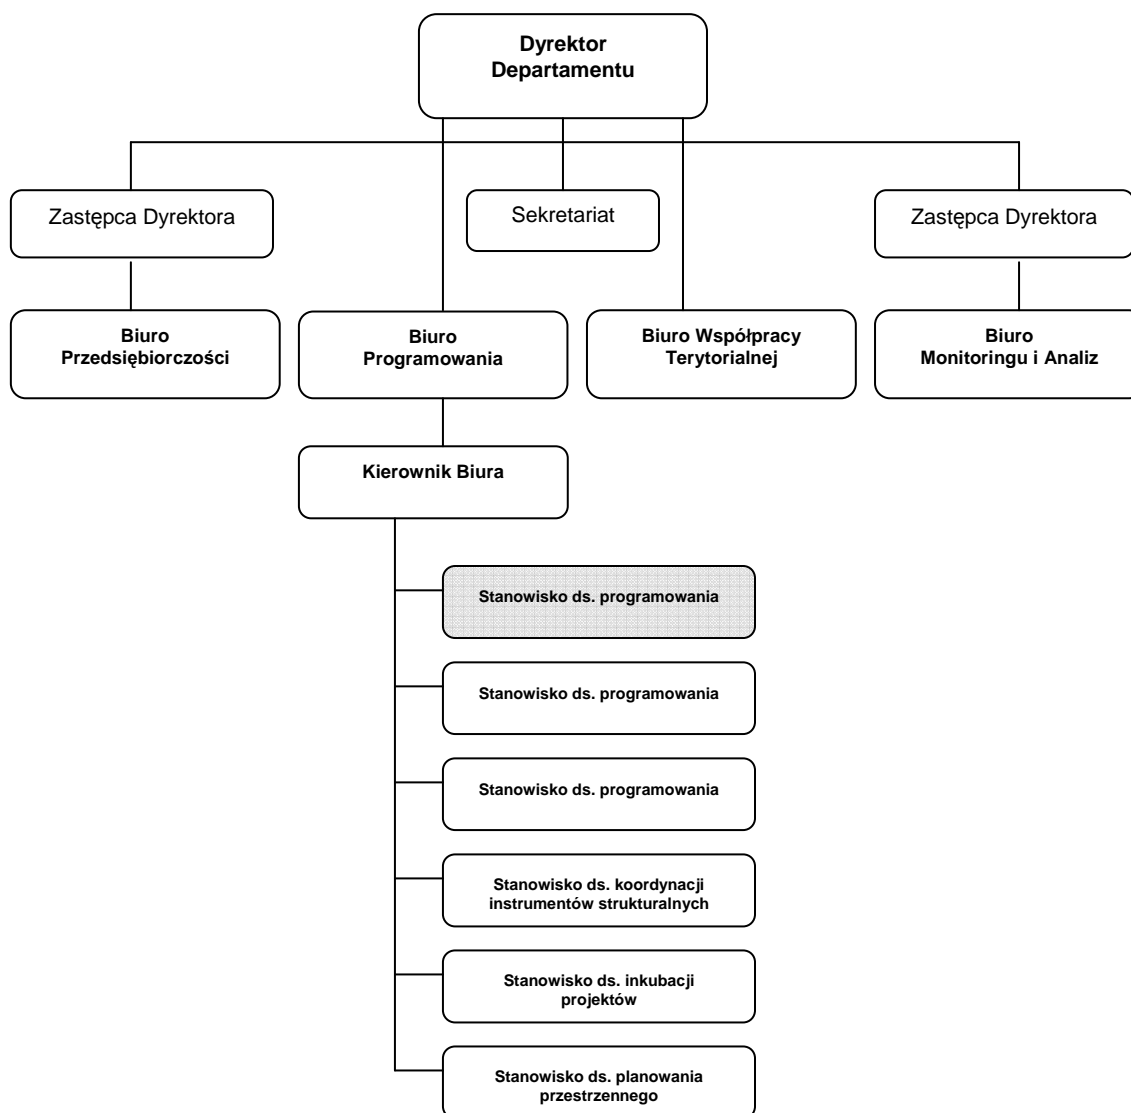 Dyrektor
Departamentu
Zastępca Dyrektora
Sekretariat
Zastępca Dyrektora
Biuro
Przedsiębiorczości
Biuro
Programowania
Biuro Współpracy
Terytorialnej
Biuro
Monitoringu i Analiz
Kierownik Biura
Stanowisko ds. programowania
Stanowisko ds. programowania
Stanowisko ds. programowania
Stanowisko ds. koordynacji
instrumentów strukturalnych
Stanowisko ds. inkubacji
projektów
Stanowisko ds. planowania
przestrzennego